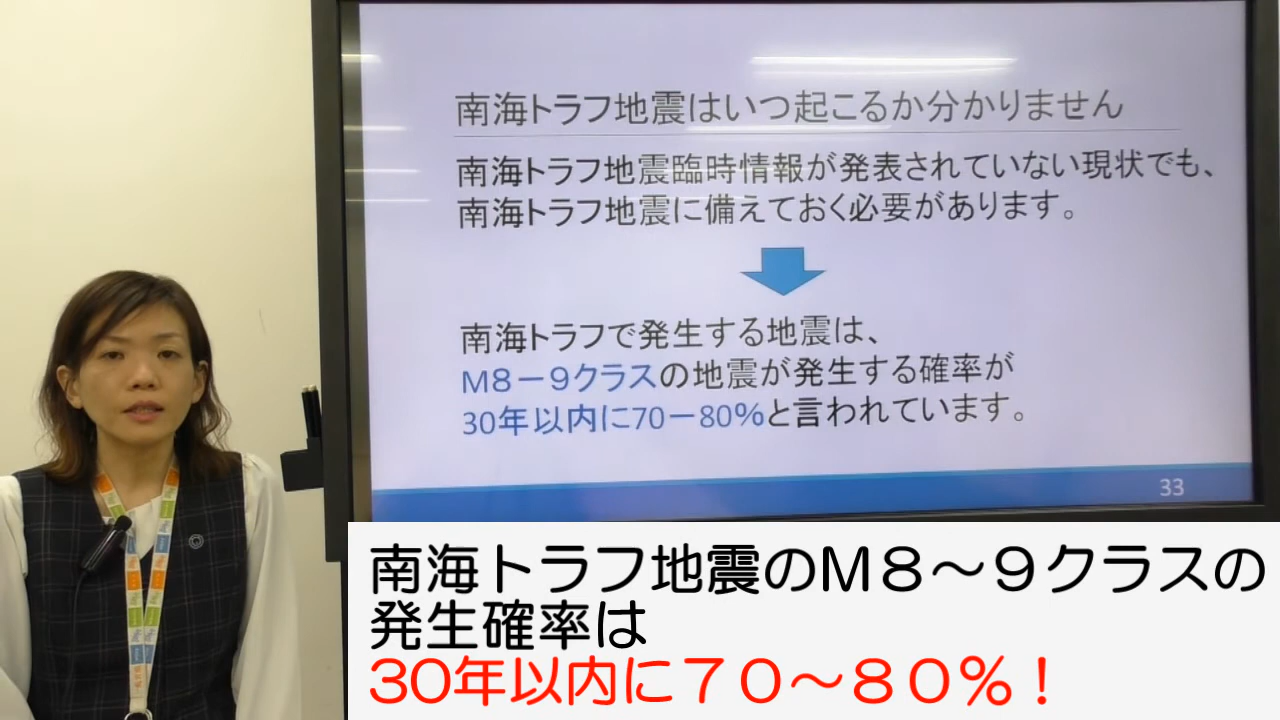 南海トラフ地震はいつ起こるか分かりません
南海トラフ地震臨時情報が発表されていない現状でも、
南海トラフ地震に備えておく必要があります。
南海トラフで発生する地震は、
M8－9クラスの地震が発生する確率が
30年以内に70－80%と言われています。
33
南海トラフ地震のM８～９クラスの
発生確率は
30年以内に７０～８０％！